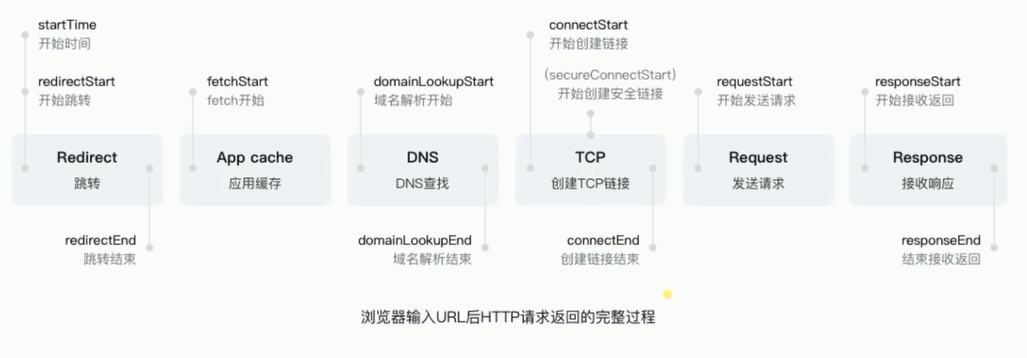 startTime
开始时间
redirectStart
开始跳转
fetchStart
fetch开始
domainLookupStart
域名解析开始
connectStart
开始创建链接
(secureConnectStart)
开始创建安全链接
requestStart
开始发送请求
responseStart
开始接收返回
Redirect
跳转
App cache
应用缓存
DNS
DNS查找
TCP
创建TCP链接
Request
发送请求
Response
接收响应
redirectEnd
跳转结束
domainLookupEnd
域名解析结束
connectEnd
创建链接结束
responseEnd
结束接收返回
浏览器输入URL后HTTP请求返回的完整过程